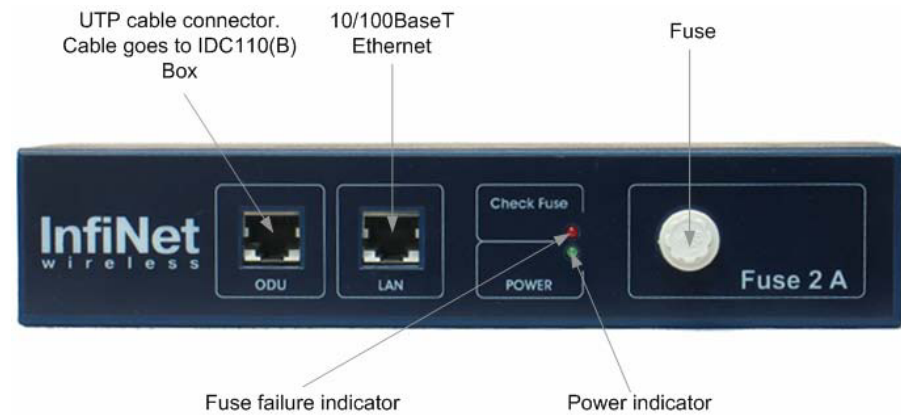 UTP cable connector.
Cable goes to IDC110(B)
Box
10/100BaseT
Ethernet
Fuse
InfiNet
wireless
ODU
LAN
Check Fuse
POWER
Fuse 2 A
Fuse failure indicator
Power indicator